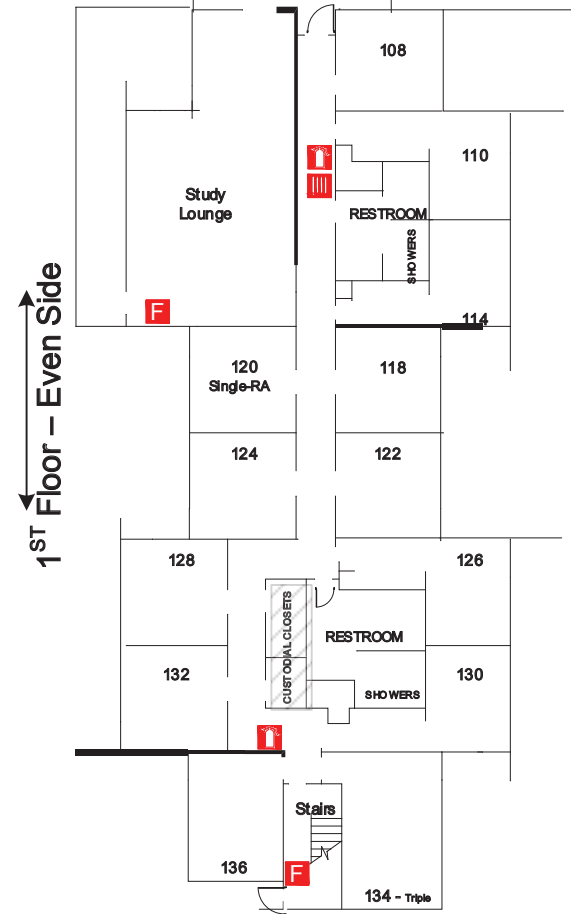 108
110
Study
Lounge
RESTROOM
SHOWERS
F
114
1ST Floor – Even Side
120
Single-RA
118
124
122
128
126
CUSTODIAL CLOSETS
RESTROOM
132
130
SHOWERS
Stairs
136
F
134 - Triple